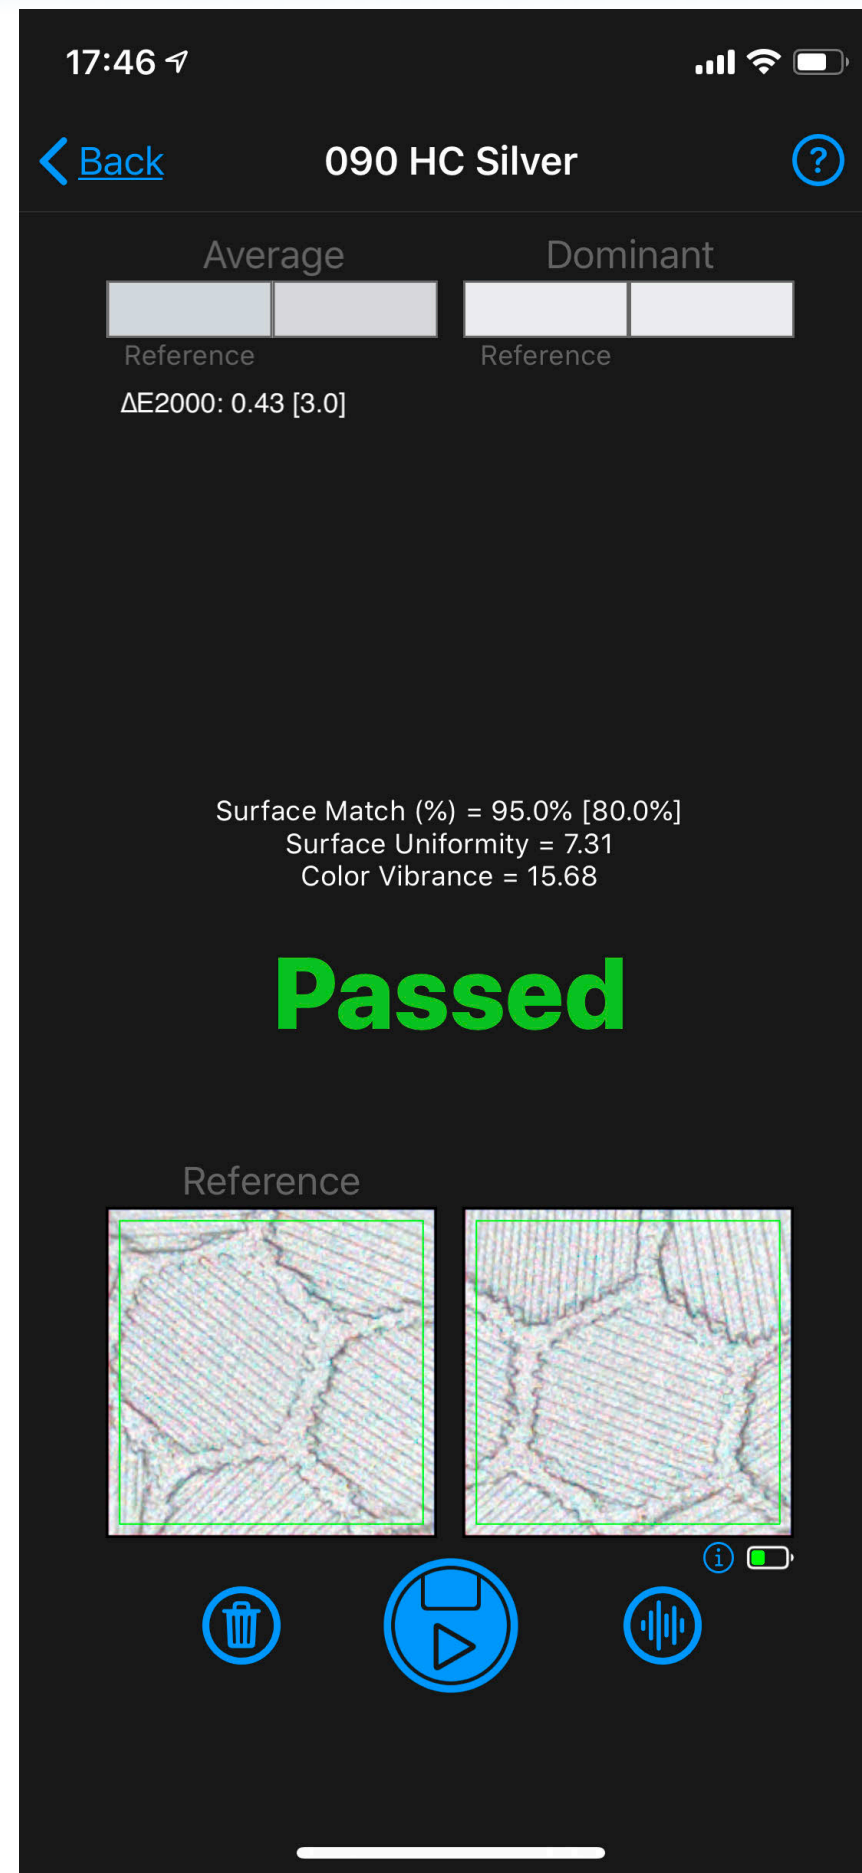 17:46
Back 090 HC Silver ?
Average Dominant
Reference Reference
ΔE2000: 0.43 [3.0]
Surface Match (%) = 95.0% [80.0%]
Surface Uniformity = 7.31
Color Vibrance = 15.68
Passed
Reference
i